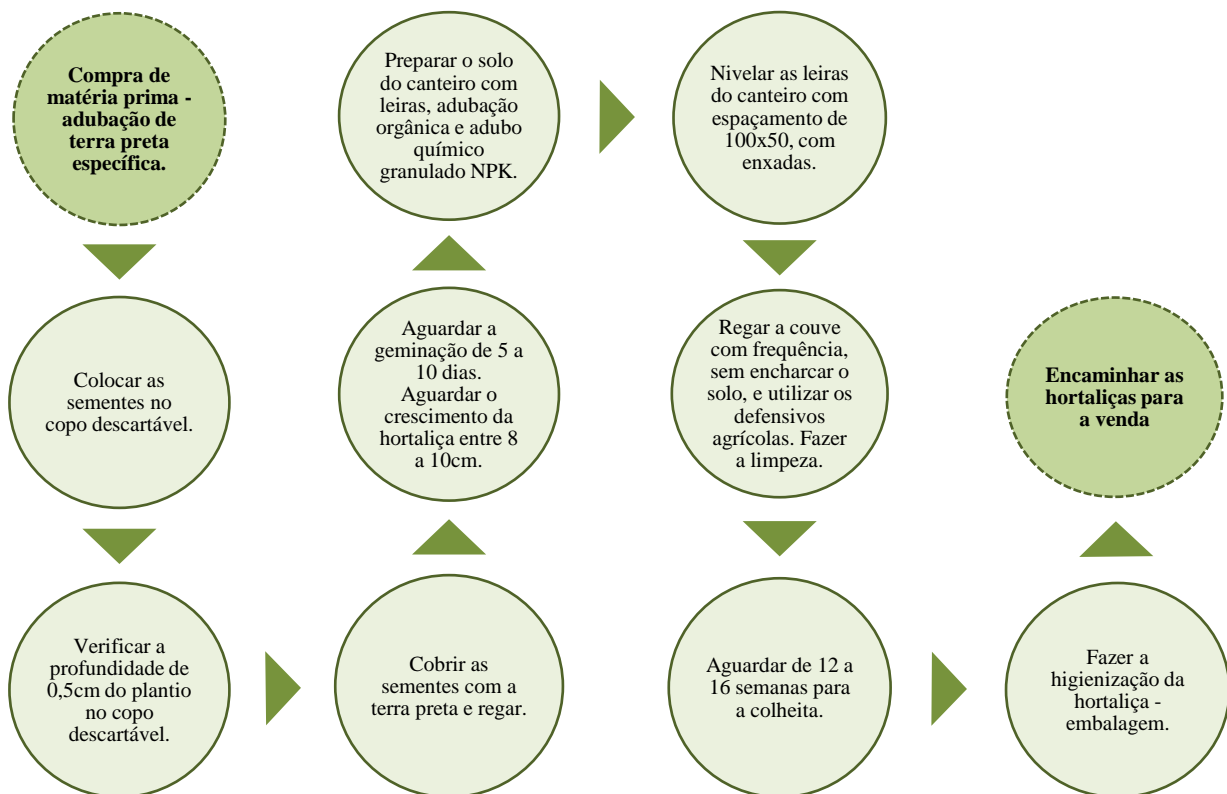 Compra de
matéria prima -
adubação de
terra preta
específica.
Colocar as
sementes no
copo descartável.
Verificar a
profundidade de
0,5cm do plantio
no copo
descartável.
Cobrir as
sementes com a
terra preta e regar.
Aguardar a
geminação de 5 a
10 dias.
Aguardar o
crescimento da
hortaliça entre 8
a 10cm.
Preparar o solo
do canteiro com
leiras, adubação
orgânica e adubo
químico
granulado NPK.
Nivelar as leiras
do canteiro com
espaçamento de
100x50, com
enxadas.
Regar a couve
com frequência,
sem encharcar o
solo, e utilizar os
defensivos
agrícolas. Fazer
a limpeza.
Aguardar de 12 a
16 semanas para
a colheita.
Fazer a
higienização da
hortaliça -
embalagem.
Encaminhar as
hortaliças para
a venda